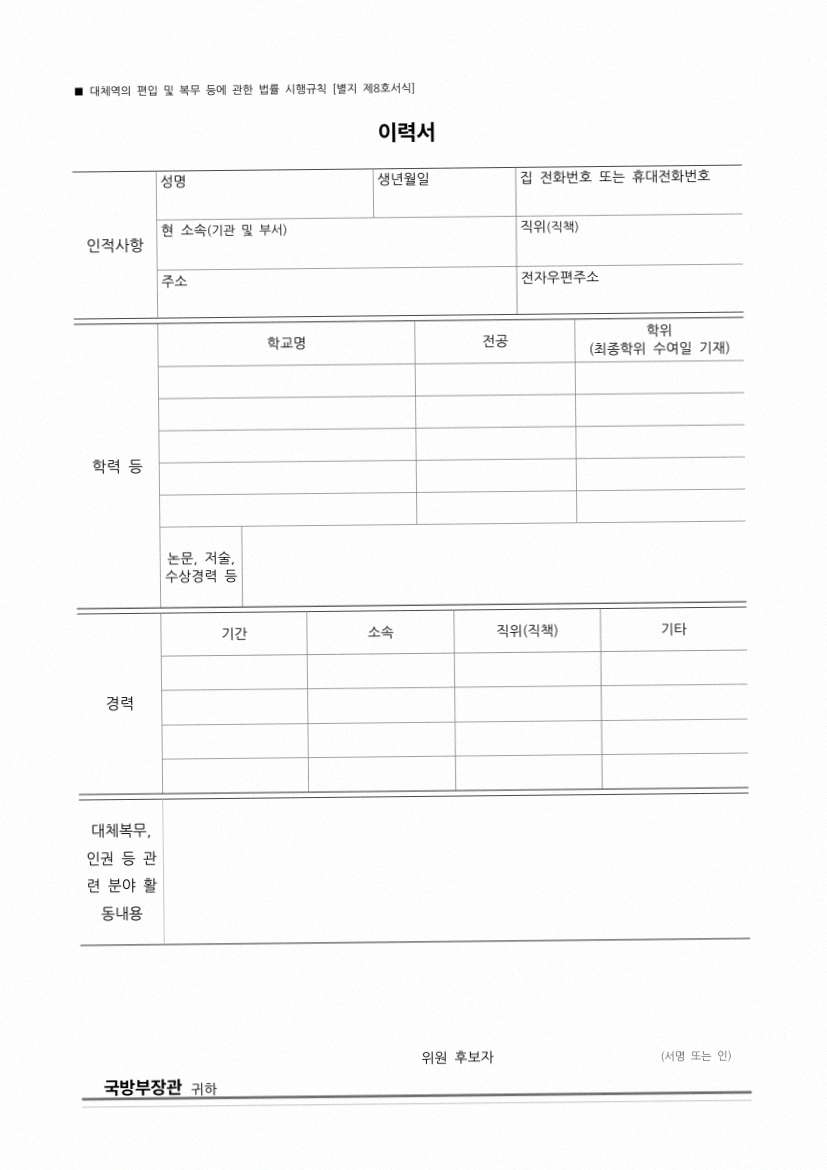 ■ 대체역의 편입 및 복무 등에 관한 법률 시행규칙 [별지 제8호서식]
이력서
인적사항
성명
생년월일
집 전화번호 또는 휴대전화번호
현 소속(기관 및 부서)
직위(직책)
주소
전자우편주소
학력 등
학교명
전공
학위
(최종학위 수여일 기재)
논문, 저술,
수상경력 등
경력
기간
소속
직위(직책)
기타
대체복무,
인권 등 관
련 분야 활
동내용
위원 후보자
(서명 또는 인)
국방부장관 귀하